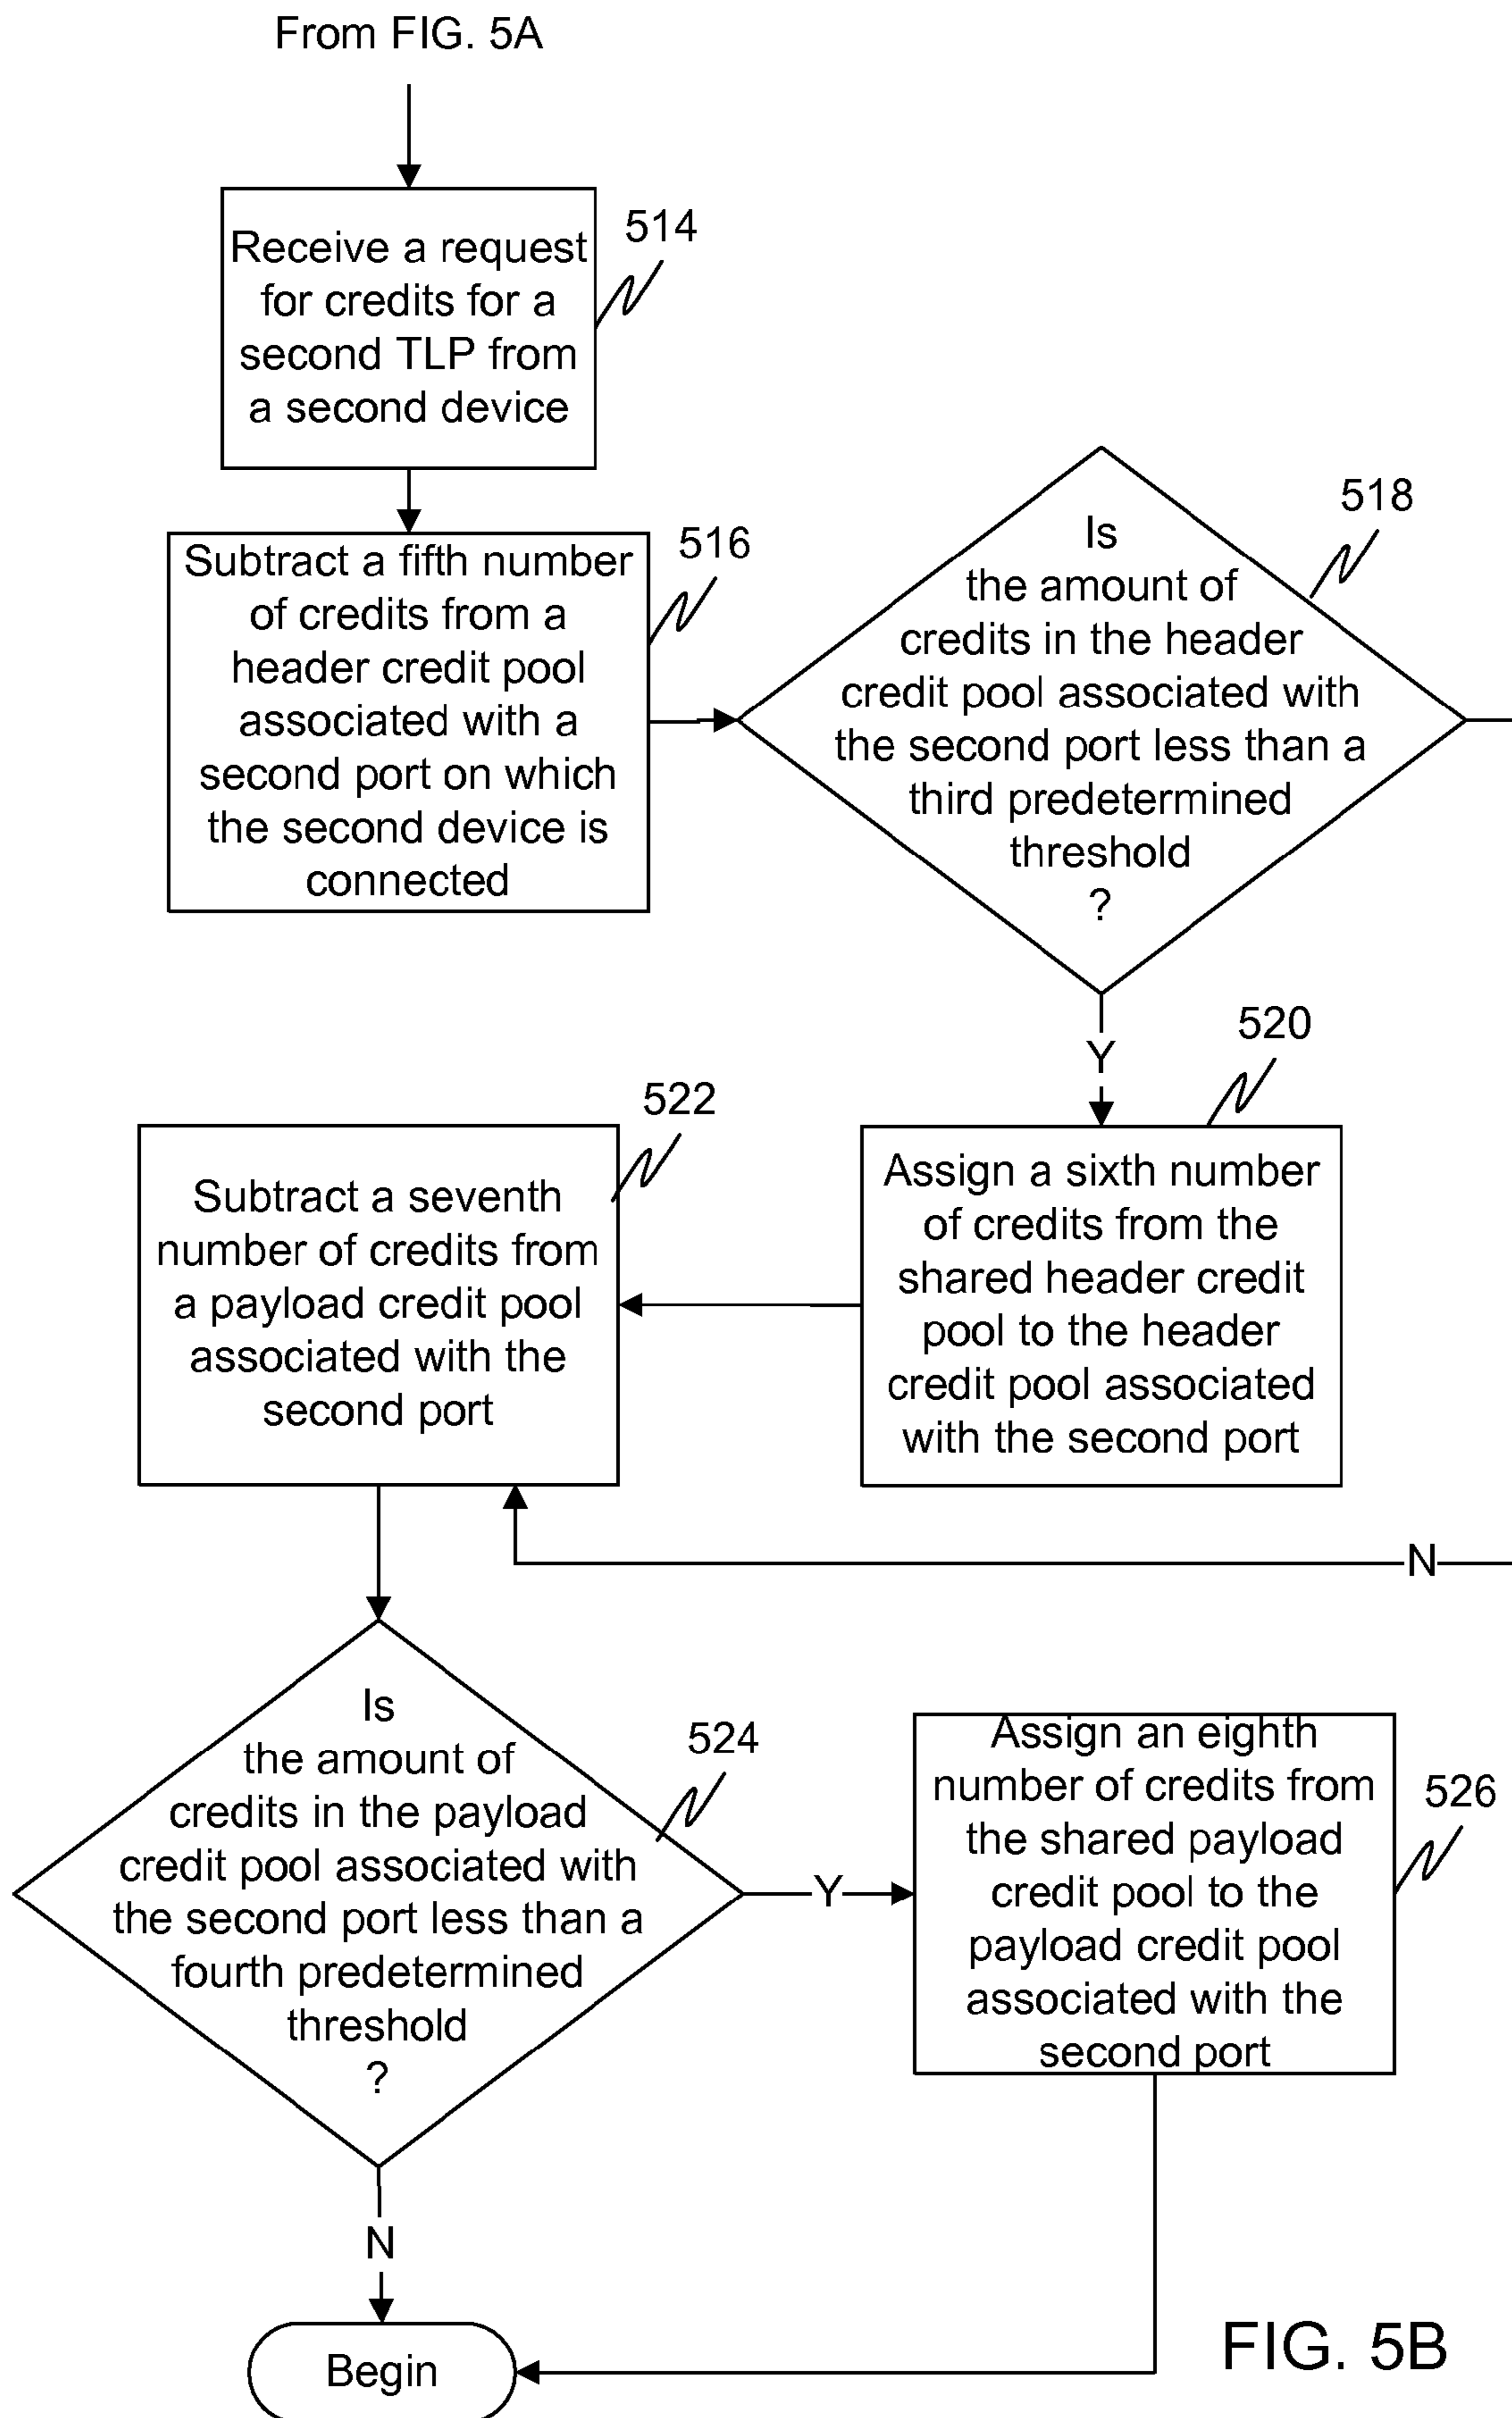 From FIG. 5A
Receive a request
for credits for a
second TLP from
a second device
514
Subtract a fifth number
of credits from a
header credit pool
associated with a
second port on which
the second device is
connected
516
Is
the amount of
credits in the header
credit pool associated with
the second port less than a
third predetermined
threshold
?
518
Y
Assign a sixth number
of credits from the
shared header credit
pool to the header
credit pool associated
with the second port
520
Subtract a seventh
number of credits from
a payload credit pool
associated with the
second port
522
N
Is
the amount of
credits in the payload
credit pool associated with
the second port less than a
fourth predetermined
threshold
?
524
Y
Assign an eighth
number of credits from
the shared payload
credit pool to the
payload credit pool
associated with the
second port
526
N
Begin
FIG. 5B